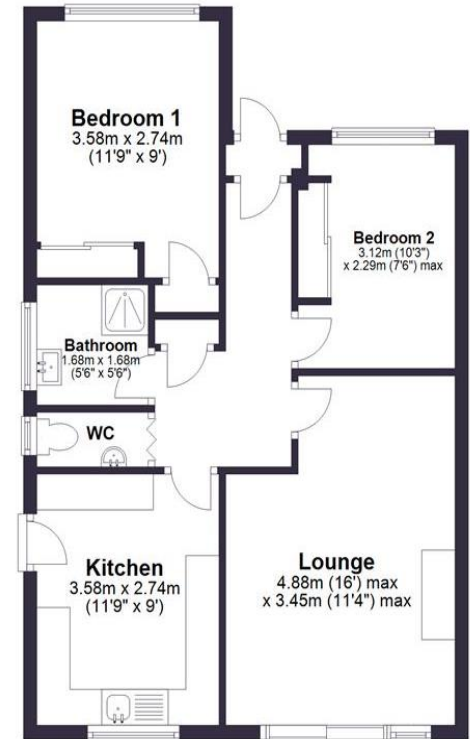 Bedroom 1
3.58m x 2.74m
(11'9" x 9')
Bedroom 2
3.12m (10'3")
x 2.29m (7'6") max
Bathroom
1.68m x 1.68m
(5'6" x 5'6")
WC
Kitchen
3.58m x 2.74m
(11'9" x 9')
Lounge
4.88m (16') max
x 3.45m (11'4") max